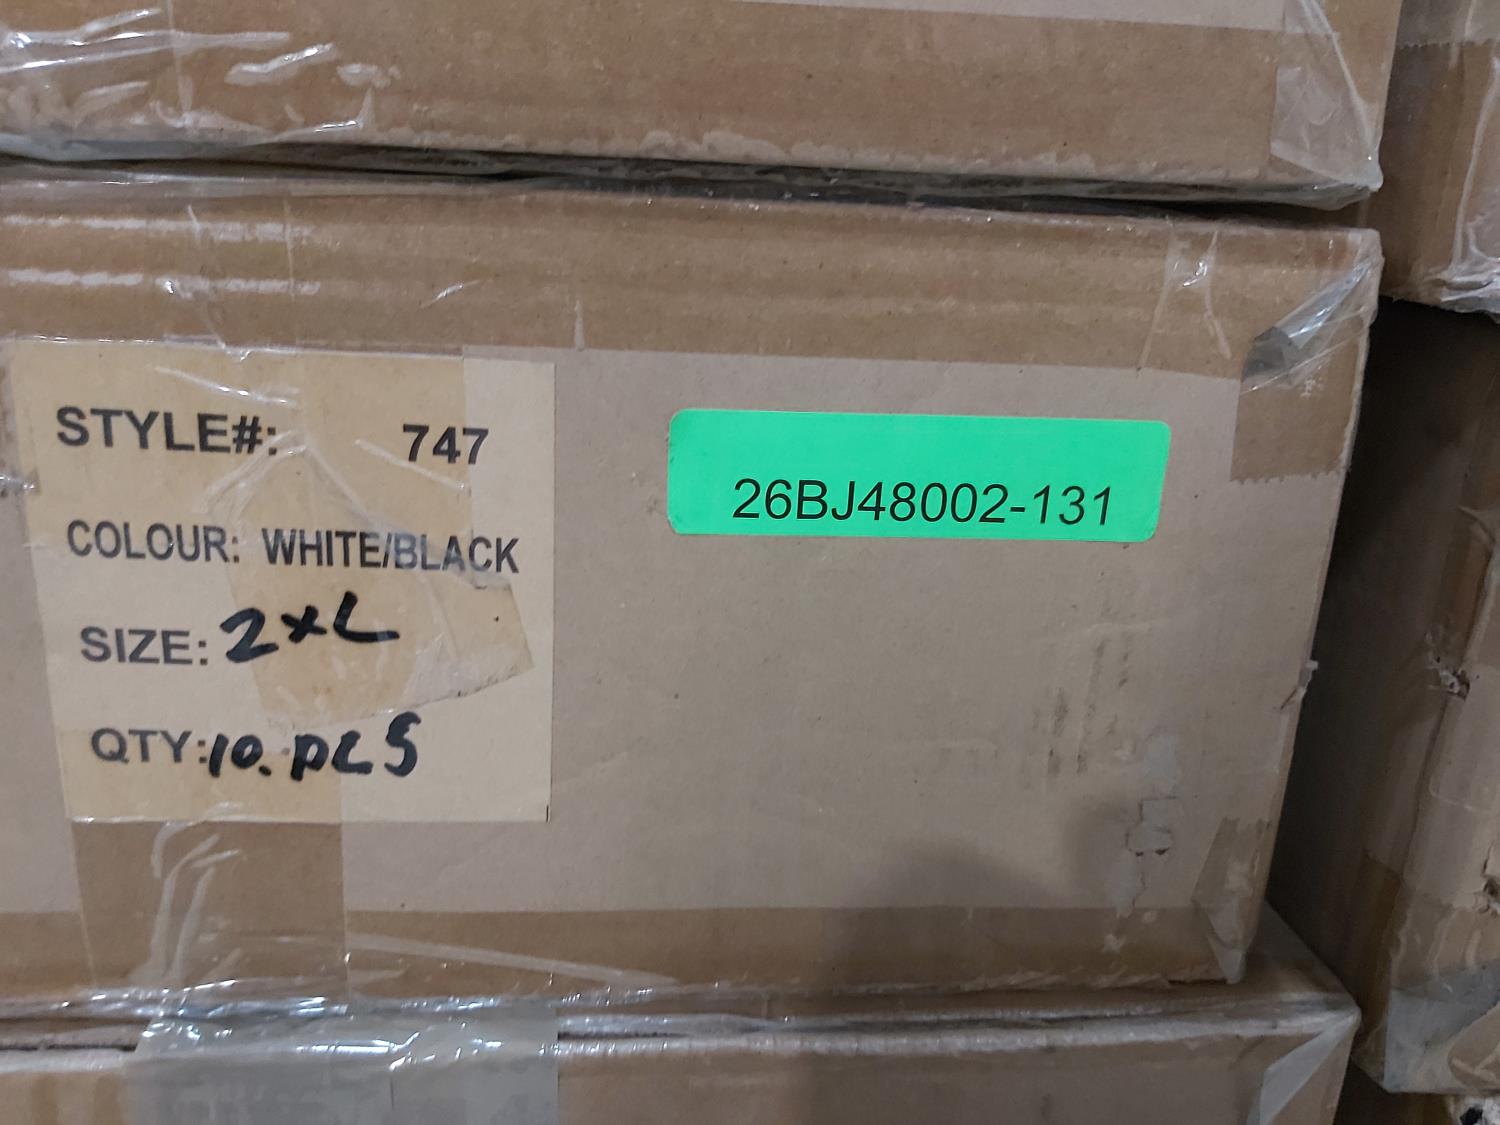 STYLE#: 747
COLOUR: WHITE/BLACK
SIZE: 2XL
QTY: 10. PCS
26BJ48002-131